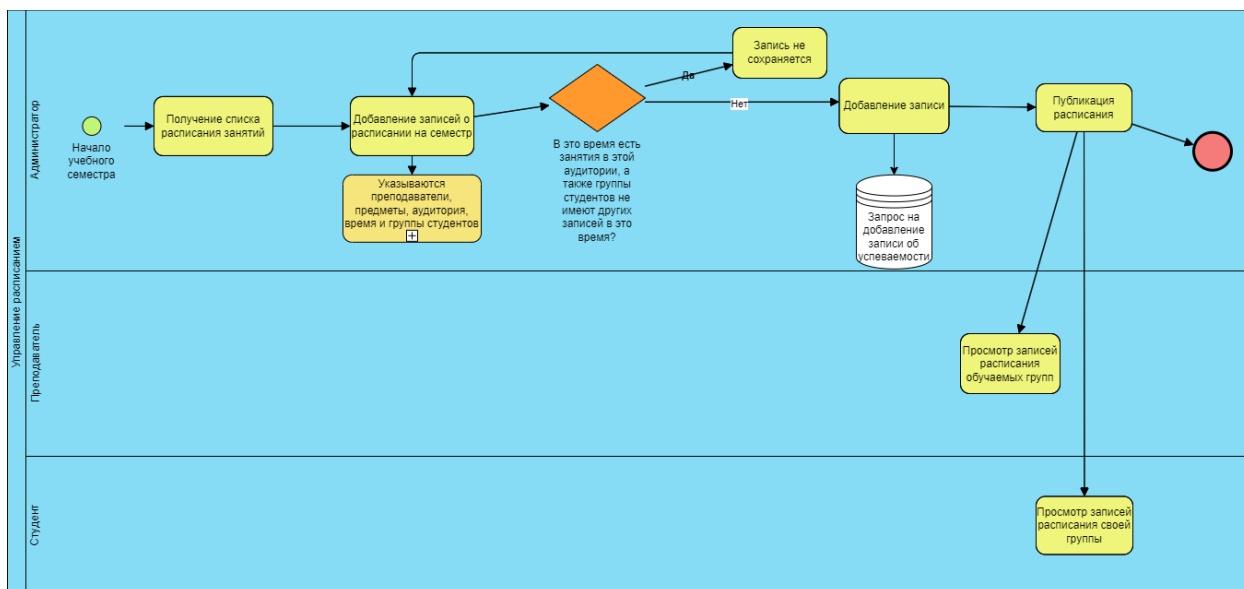 Управление расписанием
Администратор
Начало
учебного
семестра
Получение списка
расписания занятий
Добавление записей о
расписании на семестр
Указываются
преподаватели,
предметы, аудитория,
время и группы студентов
В это время есть
занятия в этой
аудитории, а
также группы
студентов не
имеют других
записей в это
время?
Да
Запись не
сохраняется
Нет
Добавление записи
Запрос на
добавление
записи об
успеваемости
Публикация
расписания
Преподаватель
Просмотр записей
расписания
обучаемых групп
Студент
Просмотр записей
расписания своей
группы